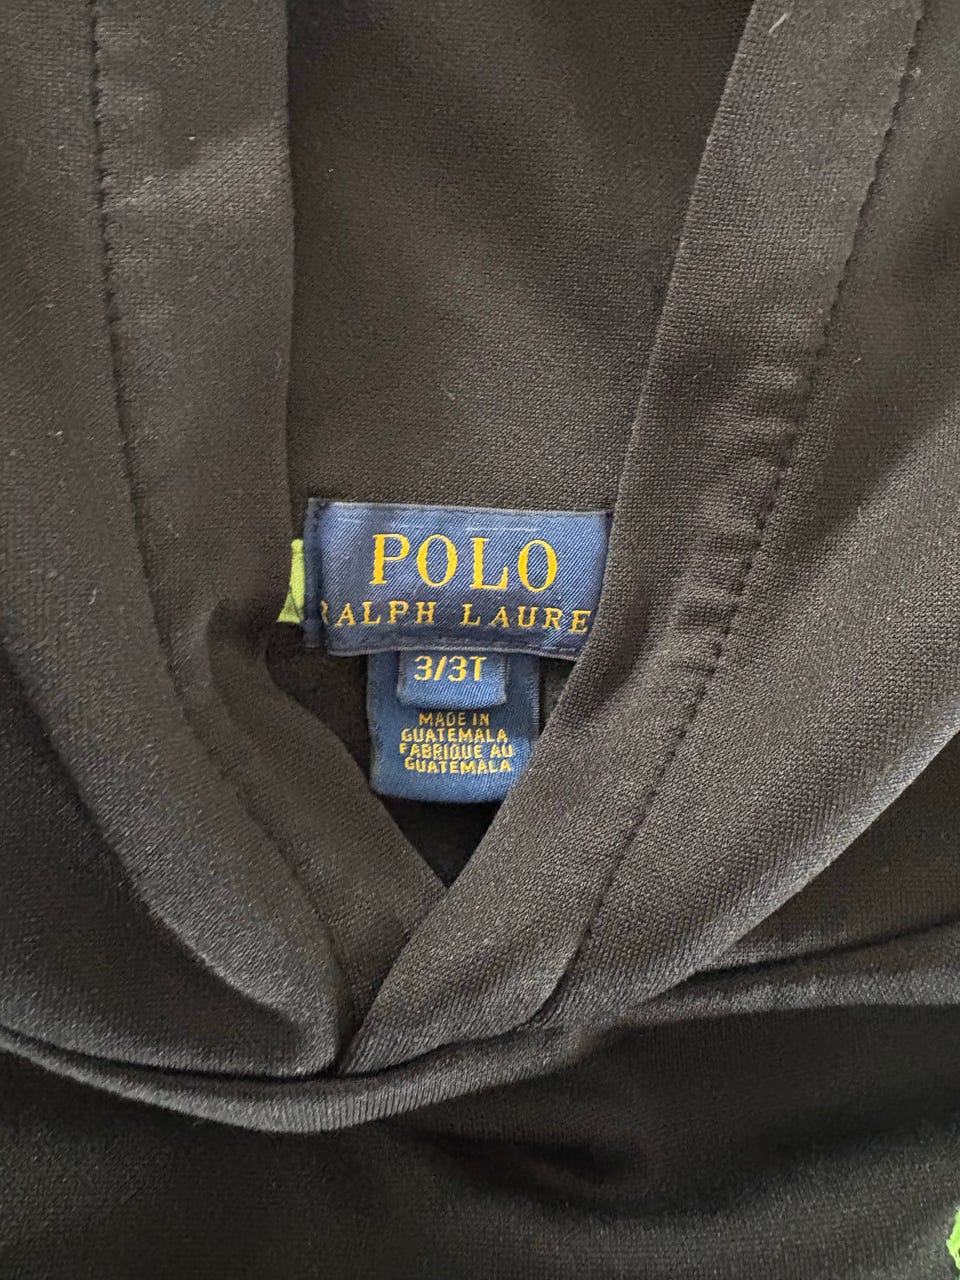 POLO
RALPH LAURE
3/3T
MADE IN
GUATEMALA
FABRIQUE AU
GUATEMALA